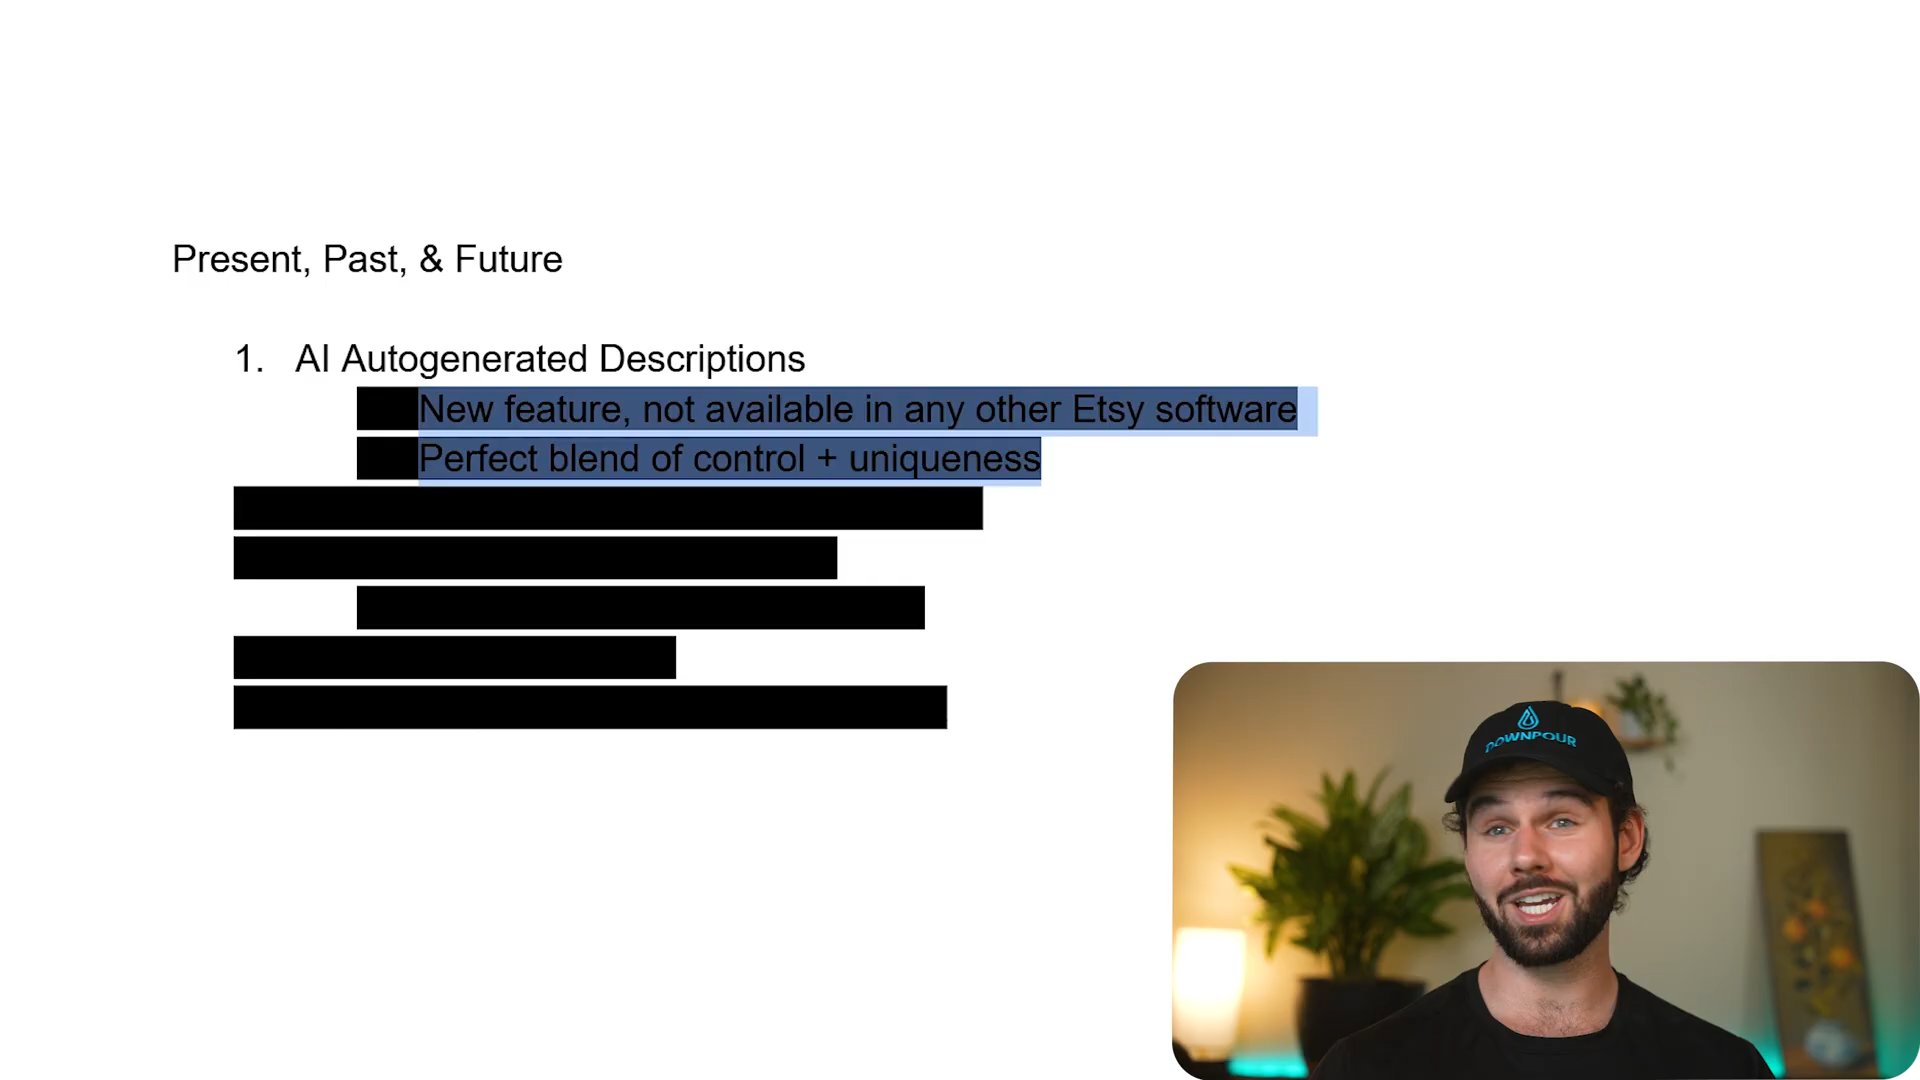 Present, Past, & Future
1. AI Autogenerated Descriptions
New feature, not available in any other Etsy software
Perfect blend of control + uniqueness
DOWNPOUR